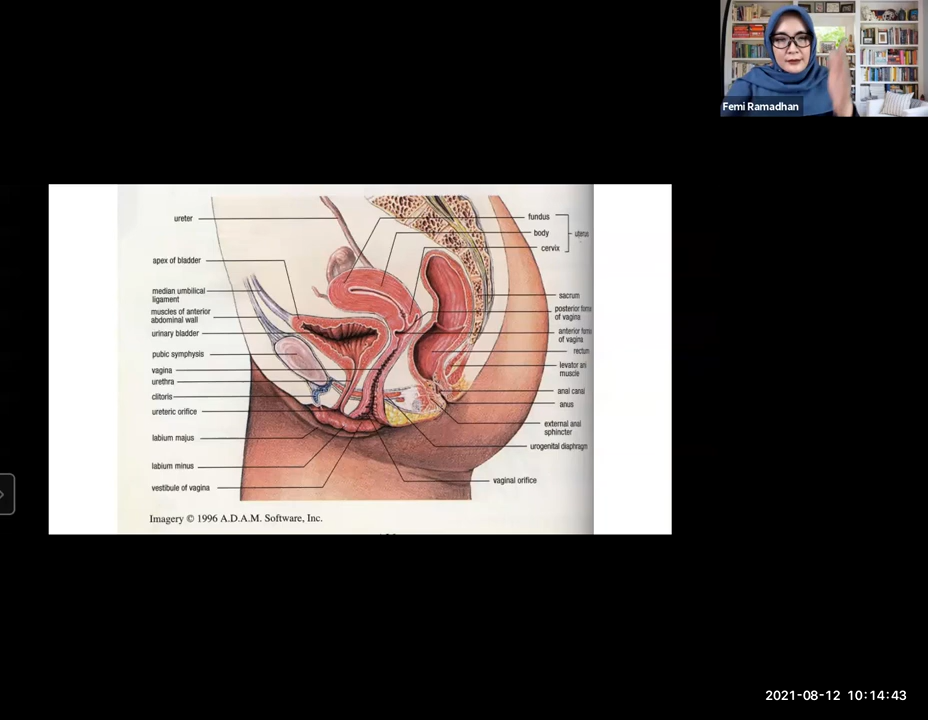 Femi Ramadhan
ureter
apex of bladder
median umbilical
ligament
muscles of anterior
abdominal wall
urinary bladder
pubic symphysis
vagina
urethra
clitoris
ureteric orifice
labium majus
labium minus
vestibule of vagina
fundus
body
cervix
uterus
sacrum
posterior
of vagina
anterior
of vagina
rectum
levator ani
muscle
anal canal
anus
external anal
sphincter
urogenital diaphragm
vaginal orifice
Imagery © 1996 A.D.A.M. Software, Inc.
2021-08-12 10:14:43